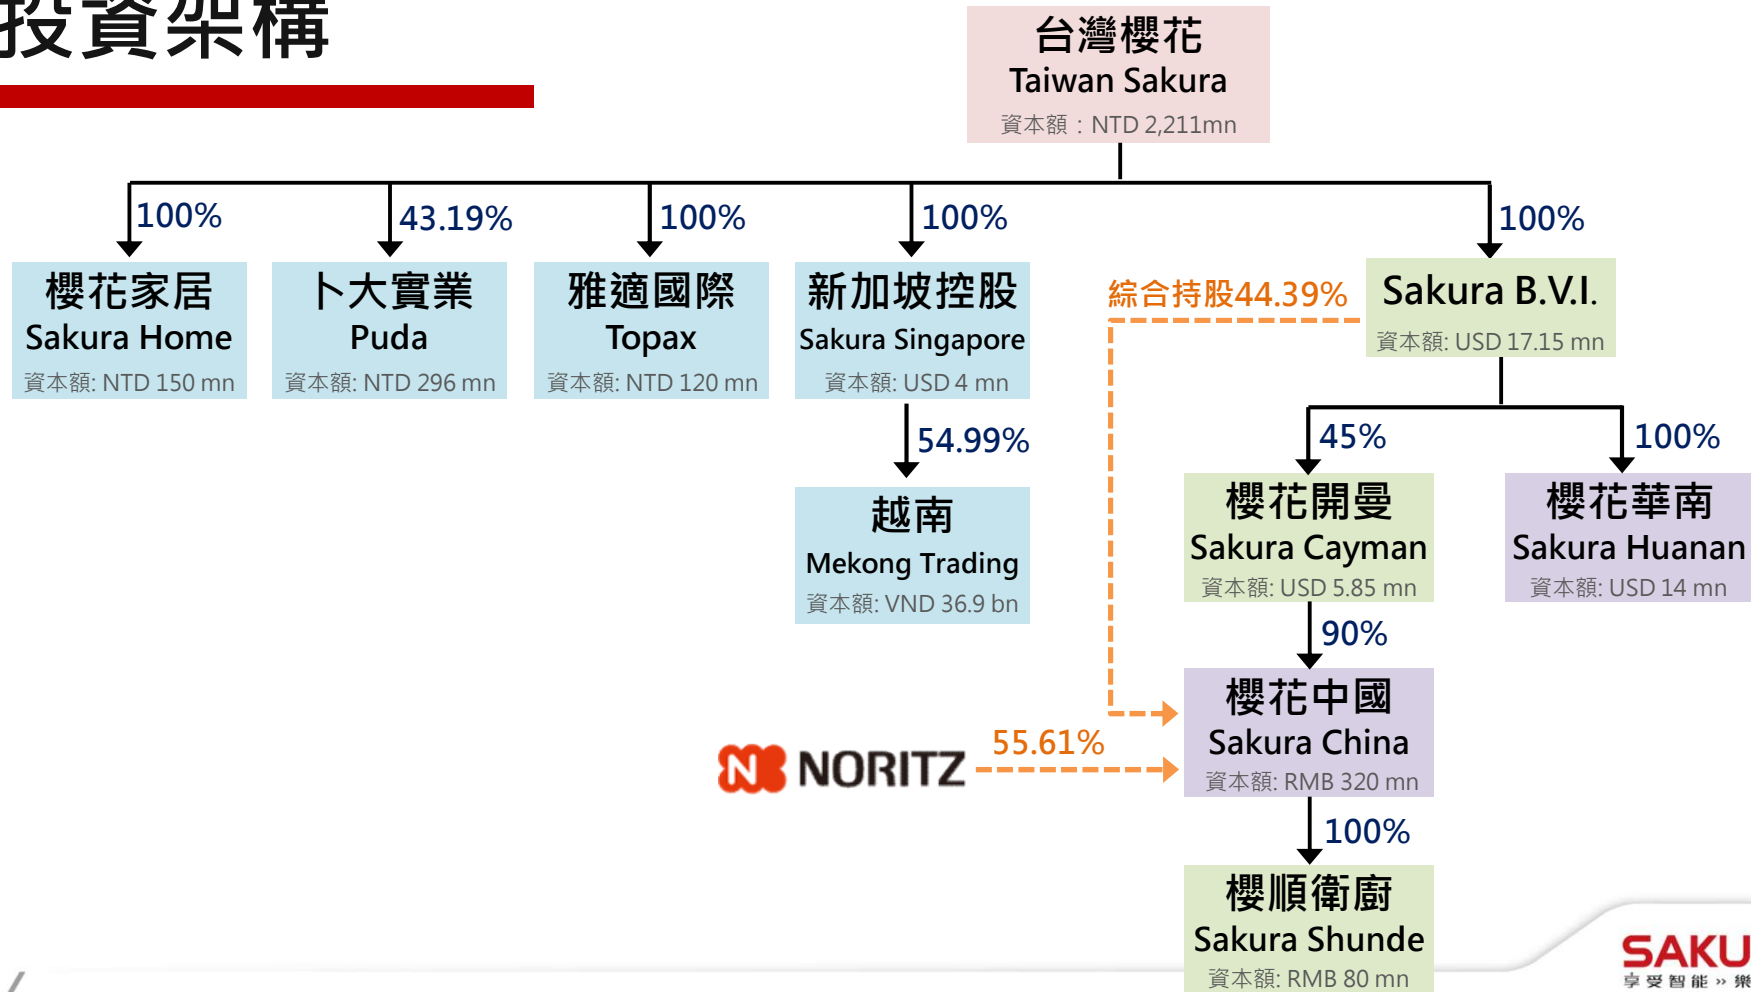 投資架構
台灣櫻花
Taiwan Sakura
資本額：NTD 2,211mn
100%
43.19%
100%
100%
100%
櫻花家居
Sakura Home
資本額: NTD 150 mn
卜大實業
Puda
資本額: NTD 296 mn
雅適國際
Topax
資本額: NTD 120 mn
新加坡控股
Sakura Singapore
資本額: USD 4 mn
綜合持股44.39%
Sakura B.V.I.
資本額: USD 17.15 mn
54.99%
45%
100%
越南
Mekong Trading
資本額: VND 36.9 bn
櫻花開曼
Sakura Cayman
資本額: USD 5.85 mn
櫻花華南
Sakura Huanan
資本額: USD 14 mn
90%
櫻花中國
Sakura China
資本額: RMB 320 mn
N NORITZ
55.61%
100%
櫻順衛廚
Sakura Shunde
資本額: RMB 80 mn
SAKU
享受智能»樂